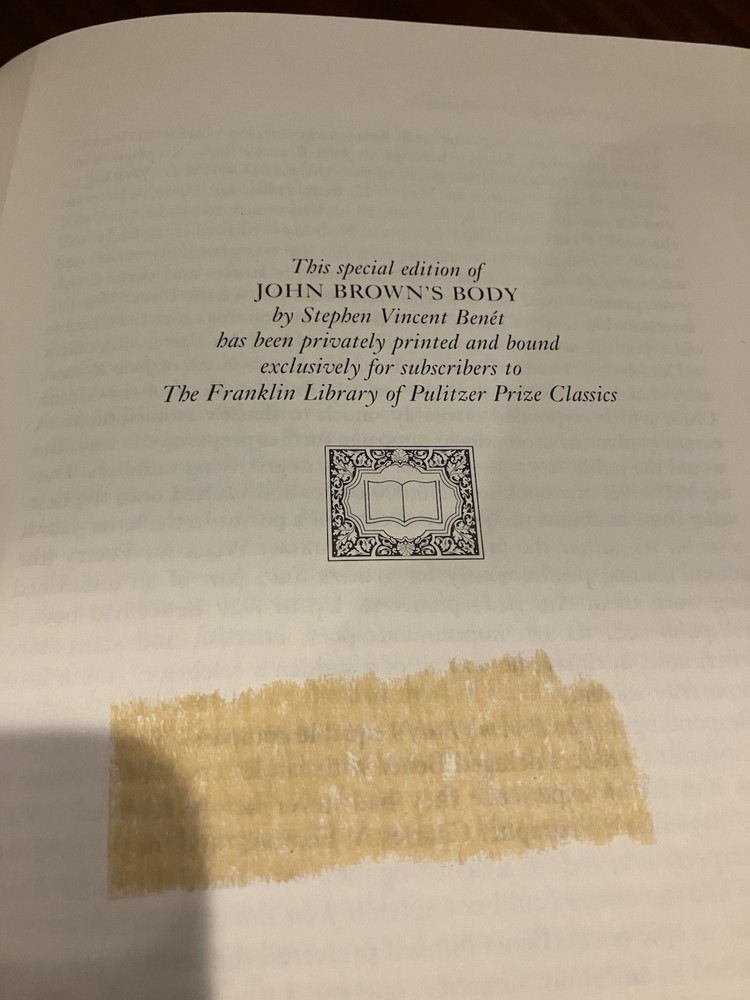 This special edition of
JOHN BROWN'S BODY
by Stephen Vincent Benét
has been privately printed and bound
exclusively for subscribers to
The Franklin Library of Pulitzer Prize Classics